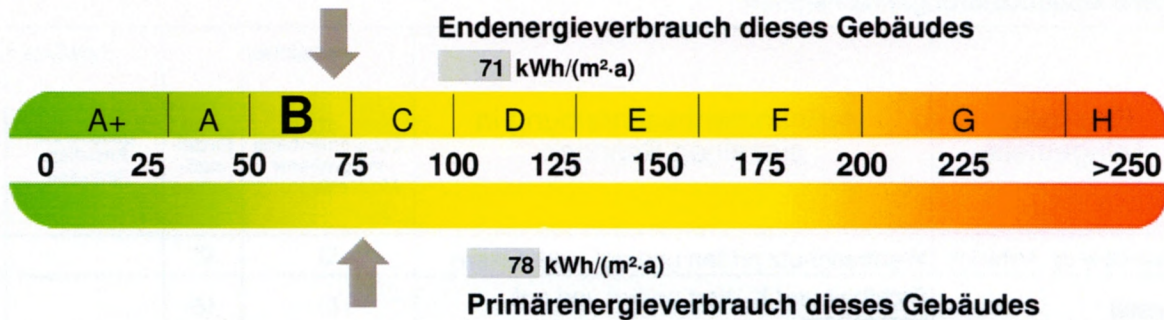 Endenergieverbrauch dieses Gebäudes
71 kWh/(m²·a)
A+ A B C D E F G H
0 25 50 75 100 125 150 175 200 225 >250
78 kWh/(m²·a)
Primärenergieverbrauch dieses Gebäudes